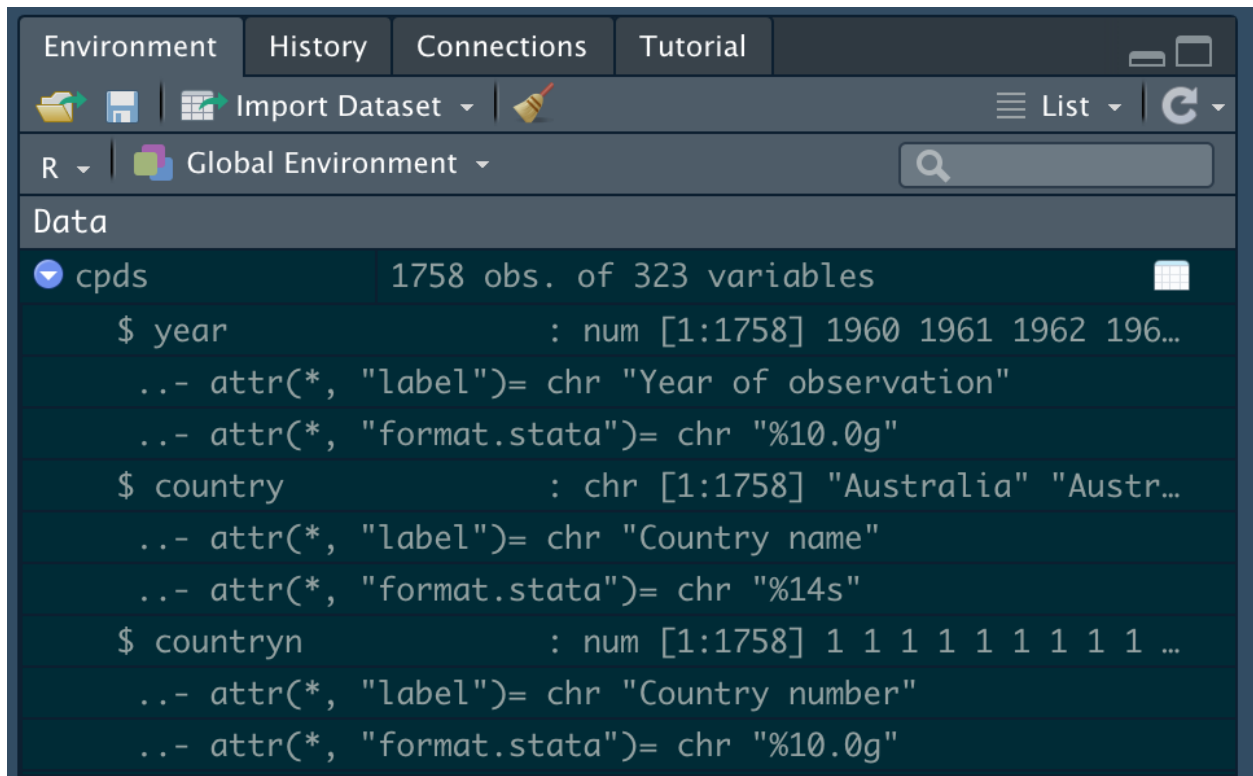 Environment History Connections Tutorial
Import Dataset List
R Global Environment
Data
cpds 1758 obs. of 323 variables
$ year : num [1:1758] 1960 1961 1962 196…
..- attr(*, "label")= chr "Year of observation"
..- attr(*, "format.stata")= chr "%10.0g"
$ country : chr [1:1758] "Australia" "Austr…
..- attr(*, "label")= chr "Country name"
..- attr(*, "format.stata")= chr "%14s"
$ countryn : num [1:1758] 1 1 1 1 1 1 1 1 1 …
..- attr(*, "label")= chr "Country number"
..- attr(*, "format.stata")= chr "%10.0g"